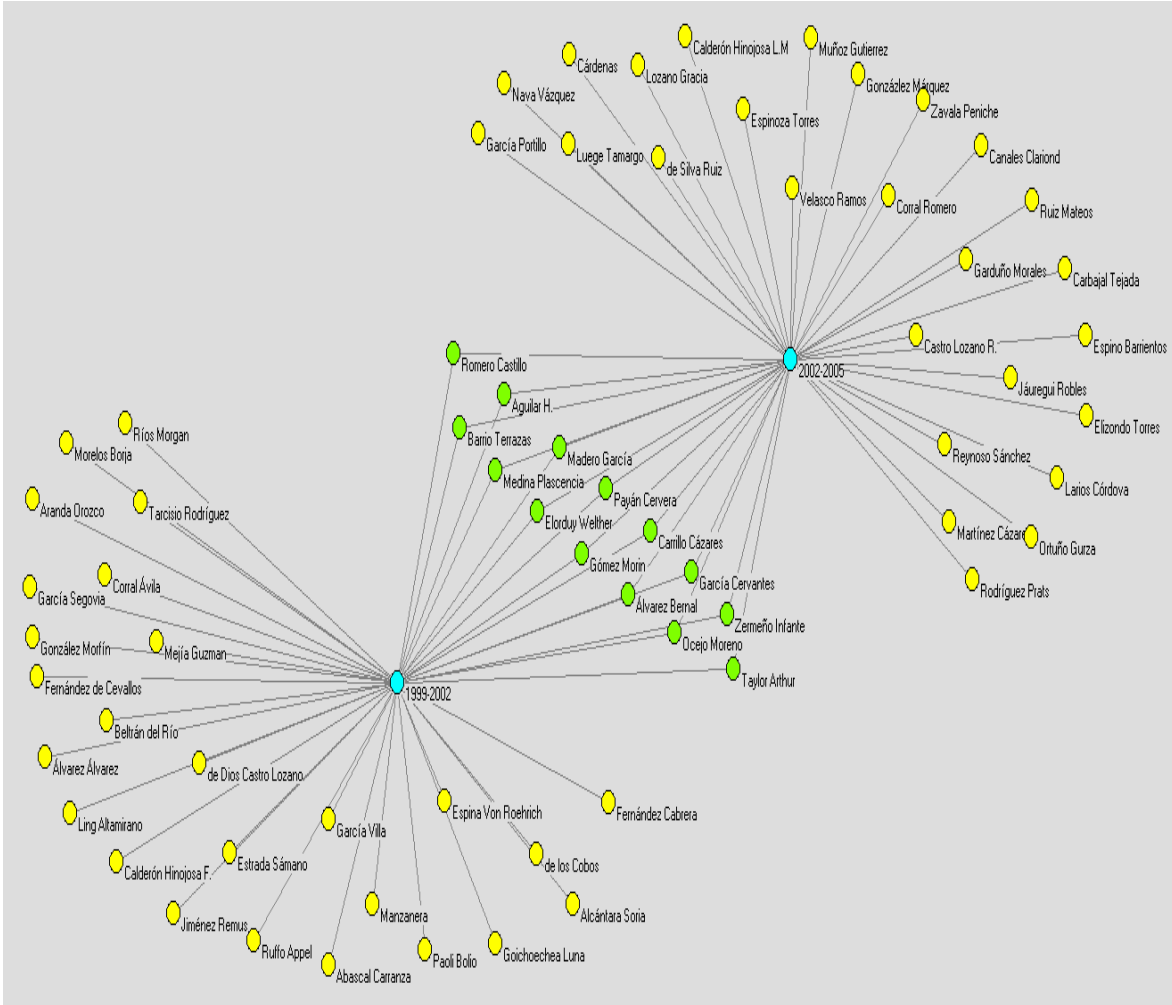 Calderón Hinojosa L.M
Muñoz Gutierrez
Cárdenas
Lozano Gracia
Gonzázlez Márquez
Nava Vázquez
Zavala Peniche
Espinoza Torres
García Portillo
Luege Tamargo
Canales Clariond
de Silva Ruiz
Velasco Ramos
Corral Romero
Ruiz Mateos
Garduño Morales
Carbajal Tejada
Castro Lozano R.
Espino Barrientos
Romero Castillo
2002-2005
Jáuregui Robles
Aguilar H.
Elizondo Torres
Ríos Morgan
Barrio Terrazas
Morelos Borja
Madero García
Reynoso Sánchez
Medina Plascencia
Larios Córdova
Payán Cervera
Aranda Orozco
Tarcisio Rodríguez
Elorduy Welther
Martínez Cázares
Carrillo Cázares
Ortuño Gurza
Gómez Morin
García Cervantes
Corral Ávila
Rodríguez Prats
García Segovia
Álvarez Bernal
Zermeño Infante
González Morfín
Mejía Guzman
Ocejo Moreno
Taylor Arthur
Fernández de Cevallos
1999-2002
Beltrán del Río
Álvarez Álvarez
de Dios Castro Lozano
Espina Von Roehrich
Fernández Cabrera
Ling Altamirano
García Villa
Calderón Hinojosa F.
Estrada Sámano
de los Cobos
Jiménez Remus
Manzanera
Alcántara Soria
Ruffo Appel
Paoli Bolio
Goichoechea Luna
Abascal Carranza